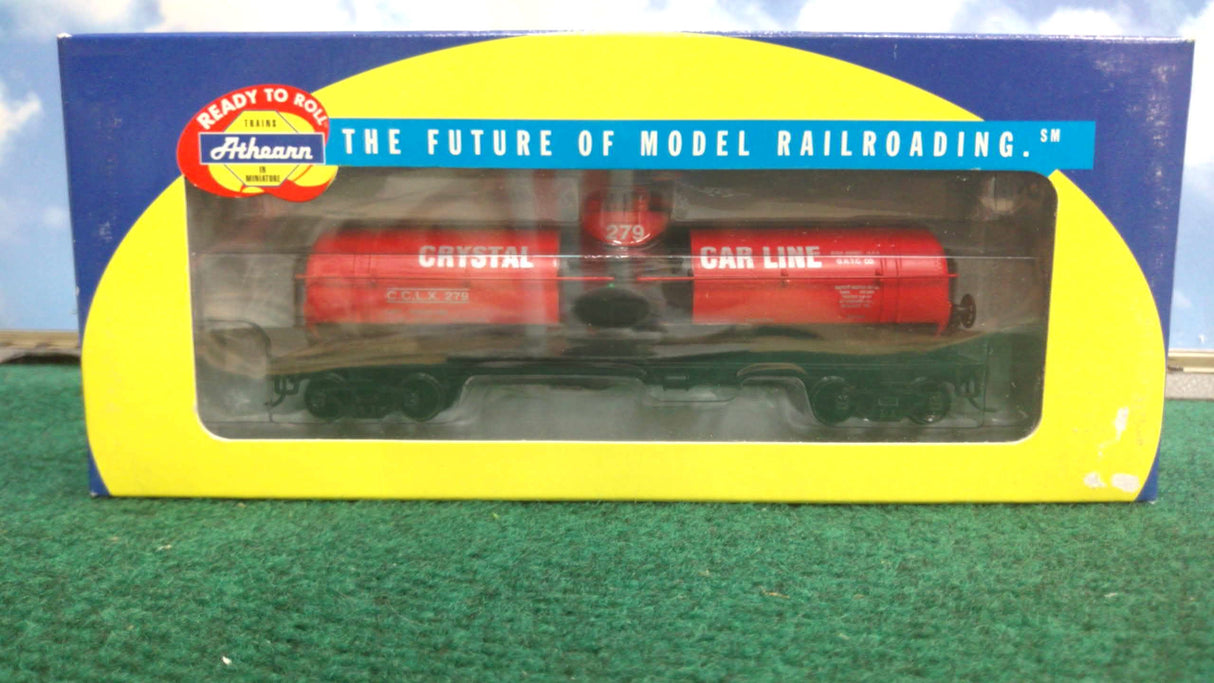 READY TO ROLL
TRAINS
Athearn
IN
MINIATURE
THE FUTURE OF MODEL RAILROADING.℠
279
CRYSTAL CAR LINE
C.C.L.X. 279